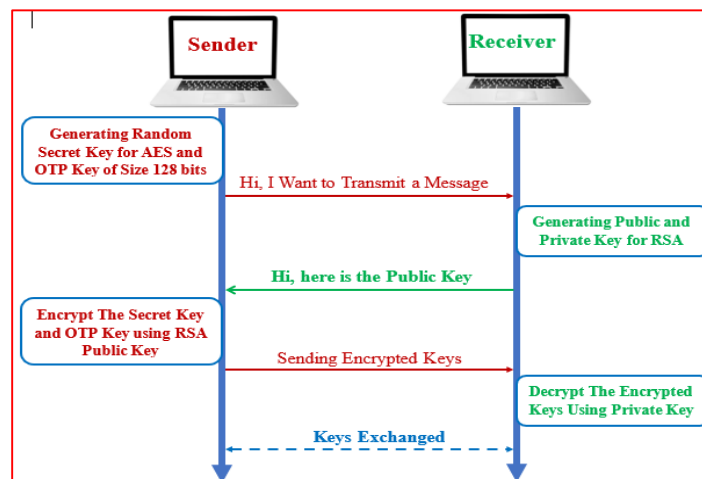 Sender
Receiver
Generating Random
Secret Key for AES and
OTP Key of Size 128 bits
Hi, I Want to Transmit a Message
Generating Public and
Private Key for RSA
Hi, here is the Public Key
Encrypt The Secret Key
and OTP Key using RSA
Public Key
Sending Encrypted Keys
Decrypt The Encrypted
Keys Using Private Key
Keys Exchanged